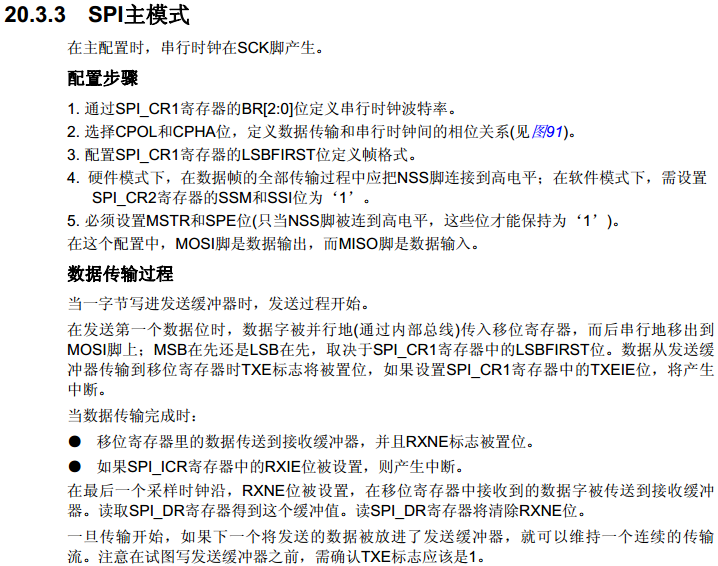 20.3.3 SPI主模式
在主配置时，串行时钟在SCK脚产生。
配置步骤
1. 通过SPI_CR1寄存器的BR[2:0]位定义串行时钟波特率。
2. 选择CPOL和CPHA位，定义数据传输和串行时钟间的相位关系(见图91)。
3. 配置SPI_CR1寄存器的LSBFIRST位定义帧格式。
4. 硬件模式下，在数据帧的全部传输过程中应把NSS脚连接到高电平；在软件模式下，需设置
SPI_CR2寄存器的SSM和SSI位为‘1’。
5. 必须设置MSTR和SPE位(只当NSS脚被连到高电平，这些位才能保持为‘1’)。
在这个配置中，MOSI脚是数据输出，而MISO脚是数据输入。
数据传输过程
当一字节写进发送缓冲器时，发送过程开始。
在发送第一个数据位时，数据字被并行地(通过内部总线)传入移位寄存器，而后串行地移出到
MOSI脚上；MSB在先还是LSB在先，取决于SPI_CR1寄存器中的LSBFIRST位。数据从发送缓
冲器传输到移位寄存器时TXE标志将被置位，如果设置SPI_CR1寄存器中的TXEIE位，将产生
中断。
当数据传输完成时：
● 移位寄存器里的数据传送到接收缓冲器，并且RXNE标志被置位。
● 如果SPI_ICR寄存器中的RXIE位被设置，则产生中断。
在最后一个采样时钟沿，RXNE位被设置，在移位寄存器中接收到的数据字被传送到接收缓冲
器。读取SPI_DR寄存器得到这个缓冲值。读SPI_DR寄存器将清除RXNE位。
一旦传输开始，如果下一个将发送的数据被放进了发送缓冲器，就可以维持一个连续的传输
流。注意在试图写发送缓冲器之前，需确认TXE标志应该是1。